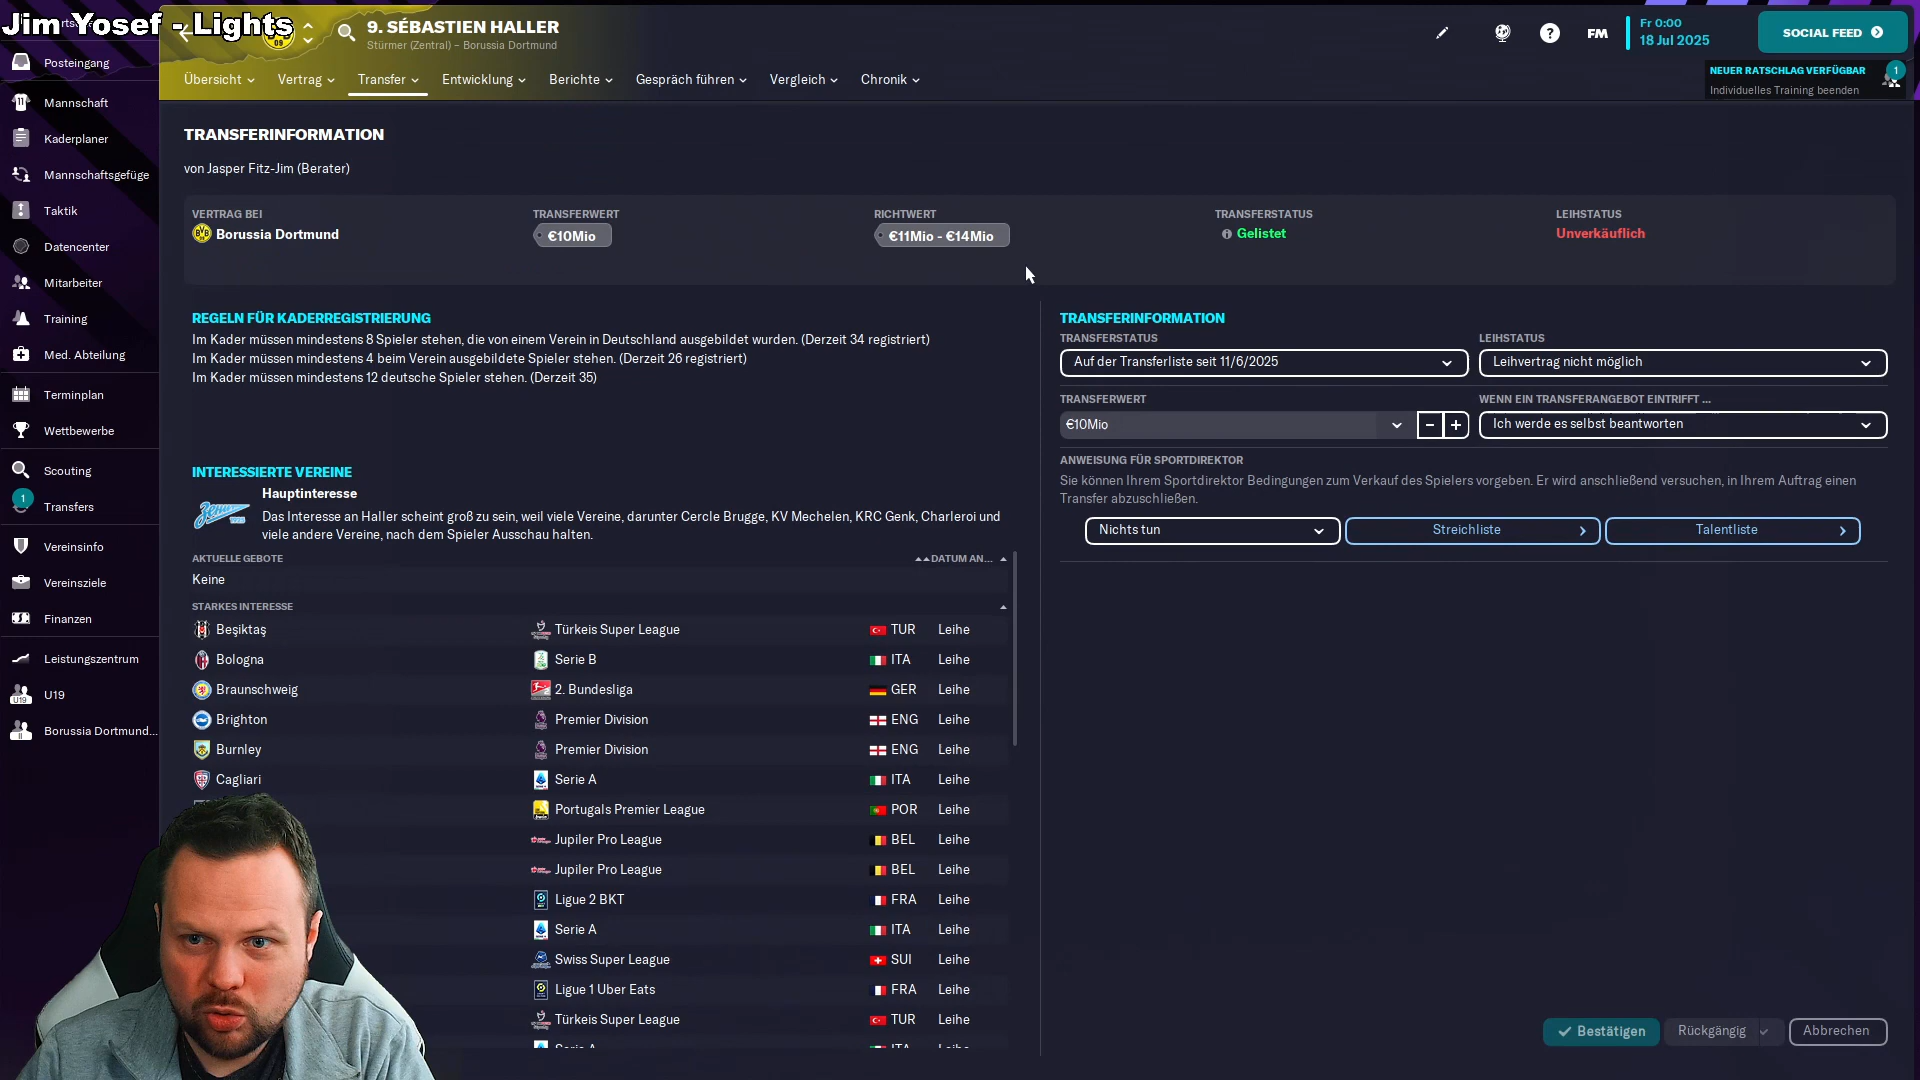 Jim Yosef - Lights
Posteingang
Mannschaft
Kaderplaner
Mannschaftsgefüge
Taktik
Datencenter
Mitarbeiter
Training
Med. Abteilung
Terminplan
Wettbewerbe
Scouting
1
Transfers
Vereinsinfo
Vereinsziele
Finanzen
Leistungszentrum
U19
Borussia Dortmund...
9. SÉBASTIEN HALLER
Stürmer (Zentral) – Borussia Dortmund
FM
Fr 0:00
18 Jul 2025
SOCIAL FEED
Übersicht Vertrag Transfer Entwicklung Berichte Gespräch führen Vergleich Chronik
NEUER RATSCHLAG VERFÜGBAR 1
Individuelles Training beenden
TRANSFERINFORMATION
von Jasper Fitz-Jim (Berater)
VERTRAG BEI TRANSFERWERT RICHTWERT TRANSFERSTATUS LEIHSTATUS
Borussia Dortmund €10Mio €11Mio - €14Mio Gelistet Unverkäuflich
REGELN FÜR KADERREGISTRIERUNG
Im Kader müssen mindestens 8 Spieler stehen, die von einem Verein in Deutschland ausgebildet wurden. (Derzeit 34 registriert)
Im Kader müssen mindestens 4 beim Verein ausgebildete Spieler stehen. (Derzeit 26 registriert)
Im Kader müssen mindestens 12 deutsche Spieler stehen. (Derzeit 35)
INTERESSIERTE VEREINE
Hauptinteresse
Das Interesse an Haller scheint groß zu sein, weil viele Vereine, darunter Cercle Brugge, KV Mechelen, KRC Genk, Charleroi und
viele andere Vereine, nach dem Spieler Ausschau halten.
AKTUELLE GEBOTE DATUM AN...
Keine
STARKES INTERESSE
Beşiktaş Türkeis Super League TUR Leihe
Bologna Serie B ITA Leihe
Braunschweig 2. Bundesliga GER Leihe
Brighton Premier Division ENG Leihe
Burnley Premier Division ENG Leihe
Cagliari Serie A ITA Leihe
Portugals Premier League POR Leihe
Jupiler Pro League BEL Leihe
Jupiler Pro League BEL Leihe
Ligue 2 BKT FRA Leihe
Serie A ITA Leihe
Swiss Super League SUI Leihe
Ligue 1 Uber Eats FRA Leihe
Türkeis Super League TUR Leihe
TRANSFERINFORMATION
TRANSFERSTATUS LEIHSTATUS
Auf der Transferliste seit 11/6/2025 Leihvertrag nicht möglich
TRANSFERWERT WENN EIN TRANSFERANGEBOT EINTRIFFT ...
€10Mio - + Ich werde es selbst beantworten
ANWEISUNG FÜR SPORTDIREKTOR
Sie können Ihrem Sportdirektor Bedingungen zum Verkauf des Spielers vorgeben. Er wird anschließend versuchen, in Ihrem Auftrag einen
Transfer abzuschließen.
Nichts tun Streichliste Talentliste
Bestätigen Rückgängig Abbrechen